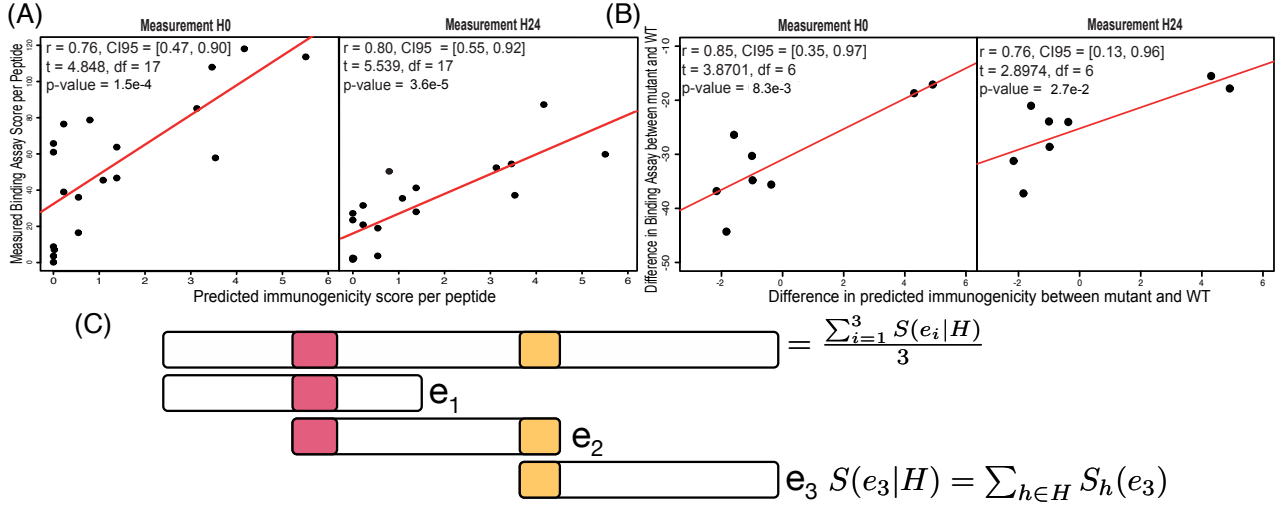 (A)
Measurement H0
Measurement H24
r = 0.76, CI95 = [0.47, 0.90]
t = 4.848, df = 17
p-value = 1.5e-4
r = 0.80, CI95 = [0.55, 0.92]
t = 5.539, df = 17
p-value = 3.6e-5
Measured Binding Assay Score per Peptide
0 20 40 60 80 100 120
0 1 2 3 4 5 6
0 1 2 3 4 5 6
Predicted immunogenicity score per peptide
(B)
Measurement H0
Measurement H24
r = 0.85, CI95 = [0.35, 0.97]
t = 3.8701, df = 6
p-value = 8.3e-3
r = 0.76, CI95 = [0.13, 0.96]
t = 2.8974, df = 6
p-value = 2.7e-2
Difference in Binding Assay between mutant and WT
-50 -40 -30 -20 -10
-2 0 2 4 6
-2 0 2 4 6
Difference in predicted immunogenicity between mutant and WT
(C)
= \frac{\sum_{i=1}^{3} S(e_i|H)}{3}
e₁
e₂
e₃ S(e₃|H) = ∑_{h∈H} S_h(e₃)